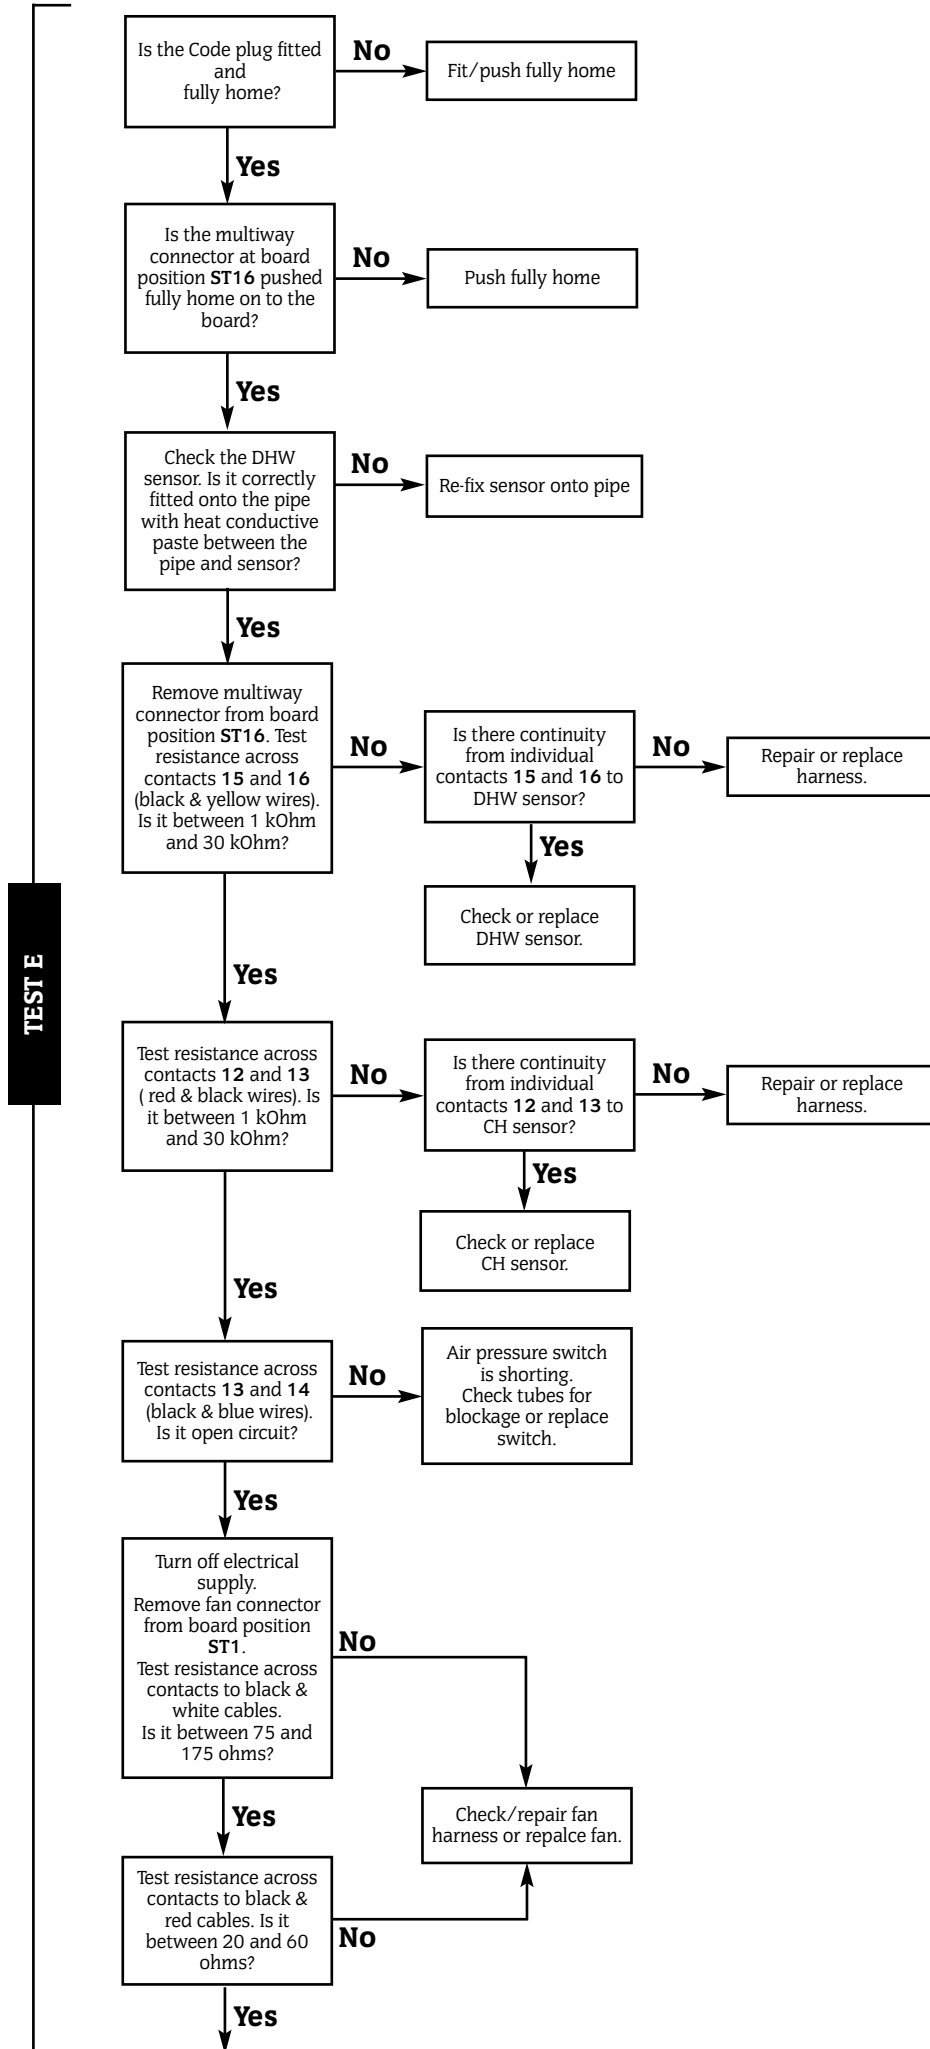 Is the Code plug fitted
and
fully home?
No
Fit/push fully home
Yes
Is the multiway
connector at board
position ST16 pushed
fully home on to the
board?
No
Push fully home
Yes
Check the DHW
sensor. Is it correctly
fitted onto the pipe
with heat conductive
paste between the
pipe and sensor?
No
Re-fix sensor onto pipe
Yes
Remove multiway
connector from board
position ST16. Test
resistance across
contacts 15 and 16
(black & yellow wires).
Is it between 1 kOhm
and 30 kOhm?
No
Is there continuity
from individual
contacts 15 and 16 to
DHW sensor?
No
Repair or replace
harness.
Yes
Check or replace
DHW sensor.
Yes
TEST E
Test resistance across
contacts 12 and 13
( red & black wires). Is
it between 1 kOhm
and 30 kOhm?
No
Is there continuity
from individual
contacts 12 and 13 to
CH sensor?
No
Repair or replace
harness.
Yes
Check or replace
CH sensor.
Yes
Test resistance across
contacts 13 and 14
(black & blue wires).
Is it open circuit?
No
Air pressure switch
is shorting.
Check tubes for
blockage or replace
switch.
Yes
Turn off electrical
supply.
Remove fan connector
from board position
ST1.
Test resistance across
contacts to black &
white cables.
Is it between 75 and
175 ohms?
No
Yes
Check/repair fan
harness or repalce fan.
Test resistance across
contacts to black &
red cables. Is it
between 20 and 60
ohms?
No
Yes